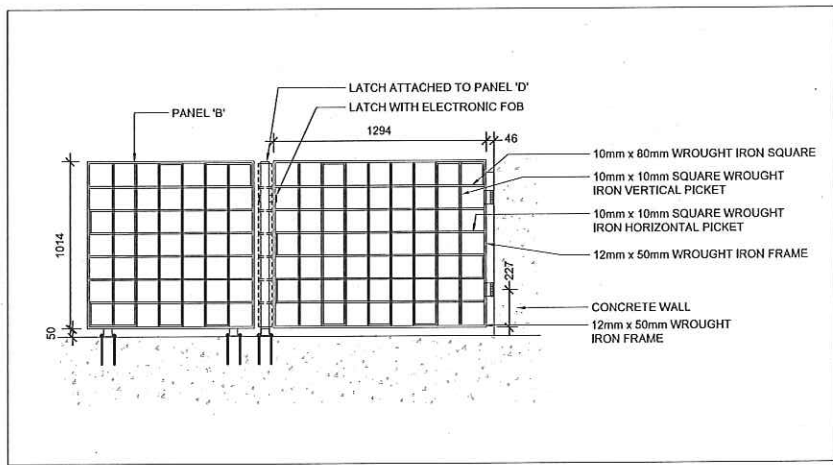 LATCH ATTACHED TO PANEL 'D'
PANEL 'B'
LATCH WITH ELECTRONIC FOB
1294
46
10mm x 80mm WROUGHT IRON SQUARE
10mm x 10mm SQUARE WROUGHT
IRON VERTICAL PICKET
10mm x 10mm SQUARE WROUGHT
IRON HORIZONTAL PICKET
1014
12mm x 50mm WROUGHT IRON FRAME
227
CONCRETE WALL
50
12mm x 50mm WROUGHT
IRON FRAME